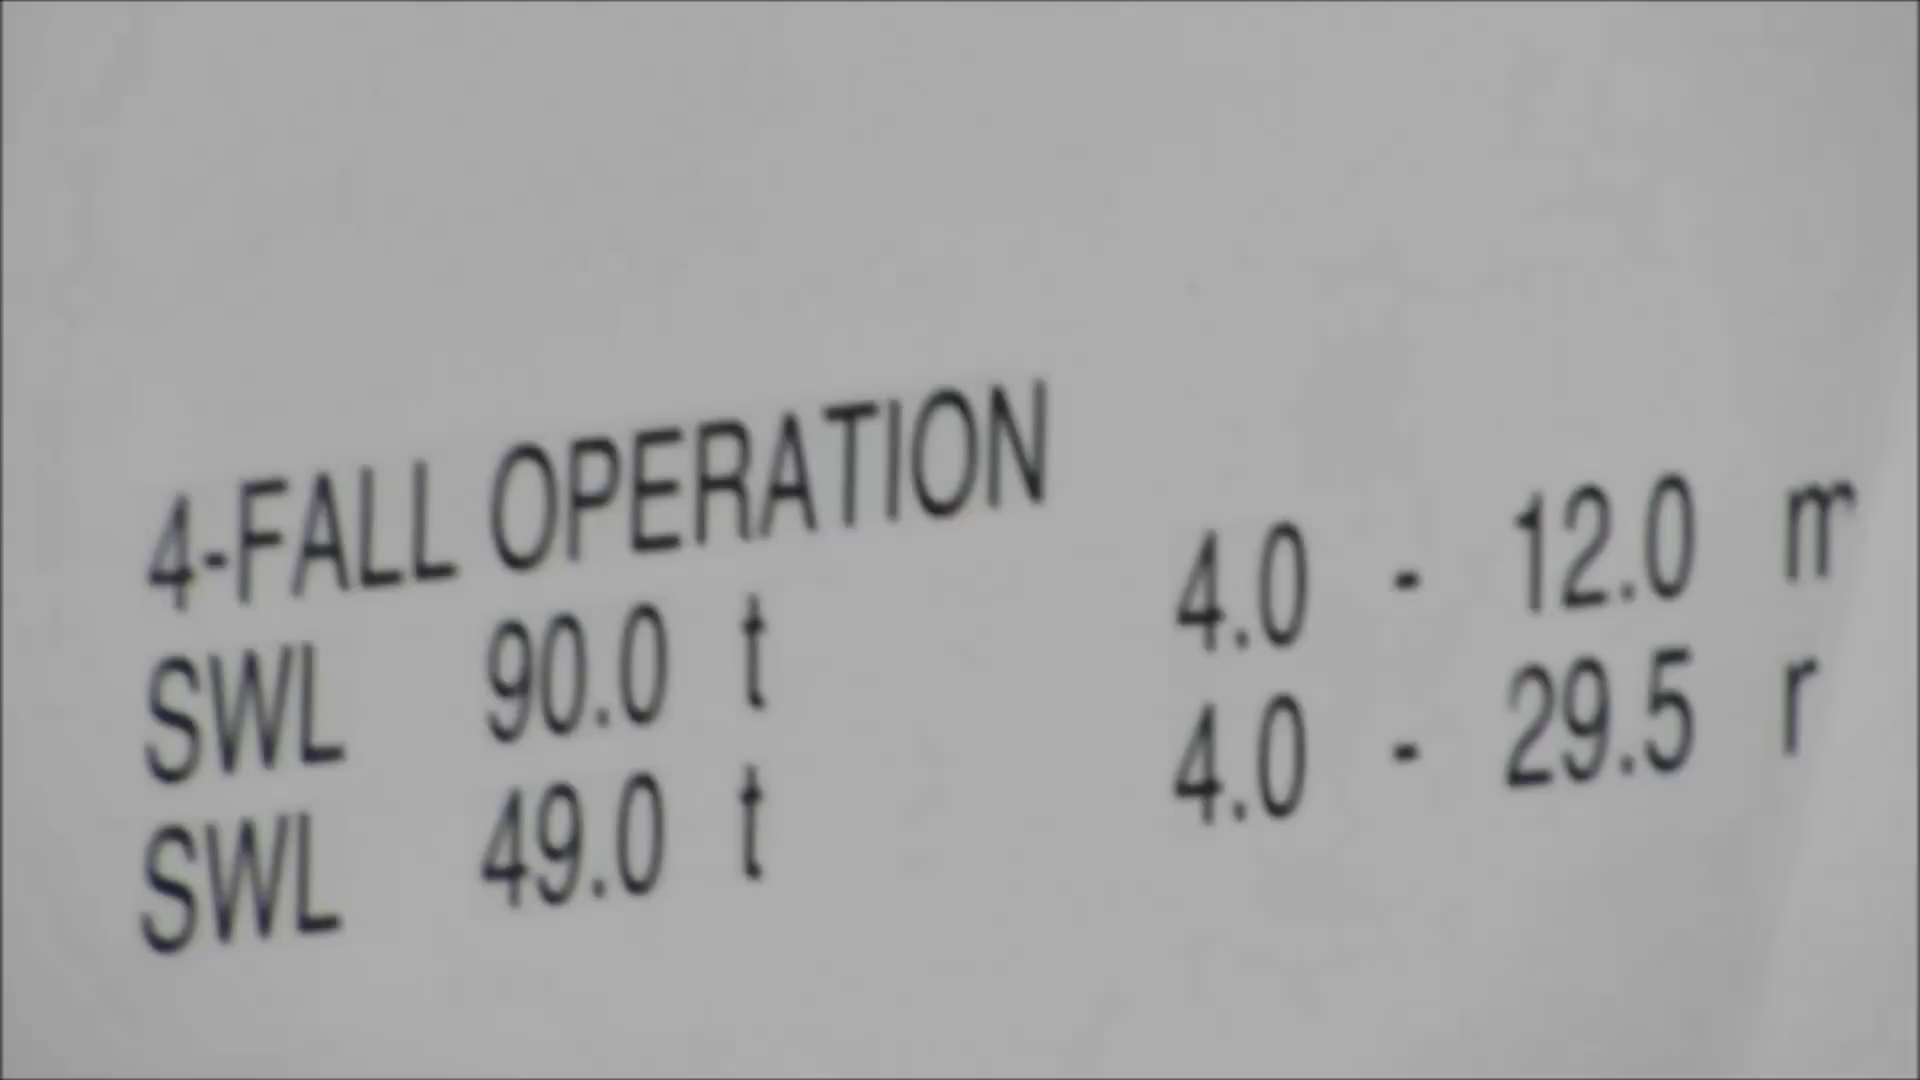 4-FALL OPERATION
SWL 90.0 t 4.0 - 12.0 m
SWL 49.0 t 4.0 - 29.5